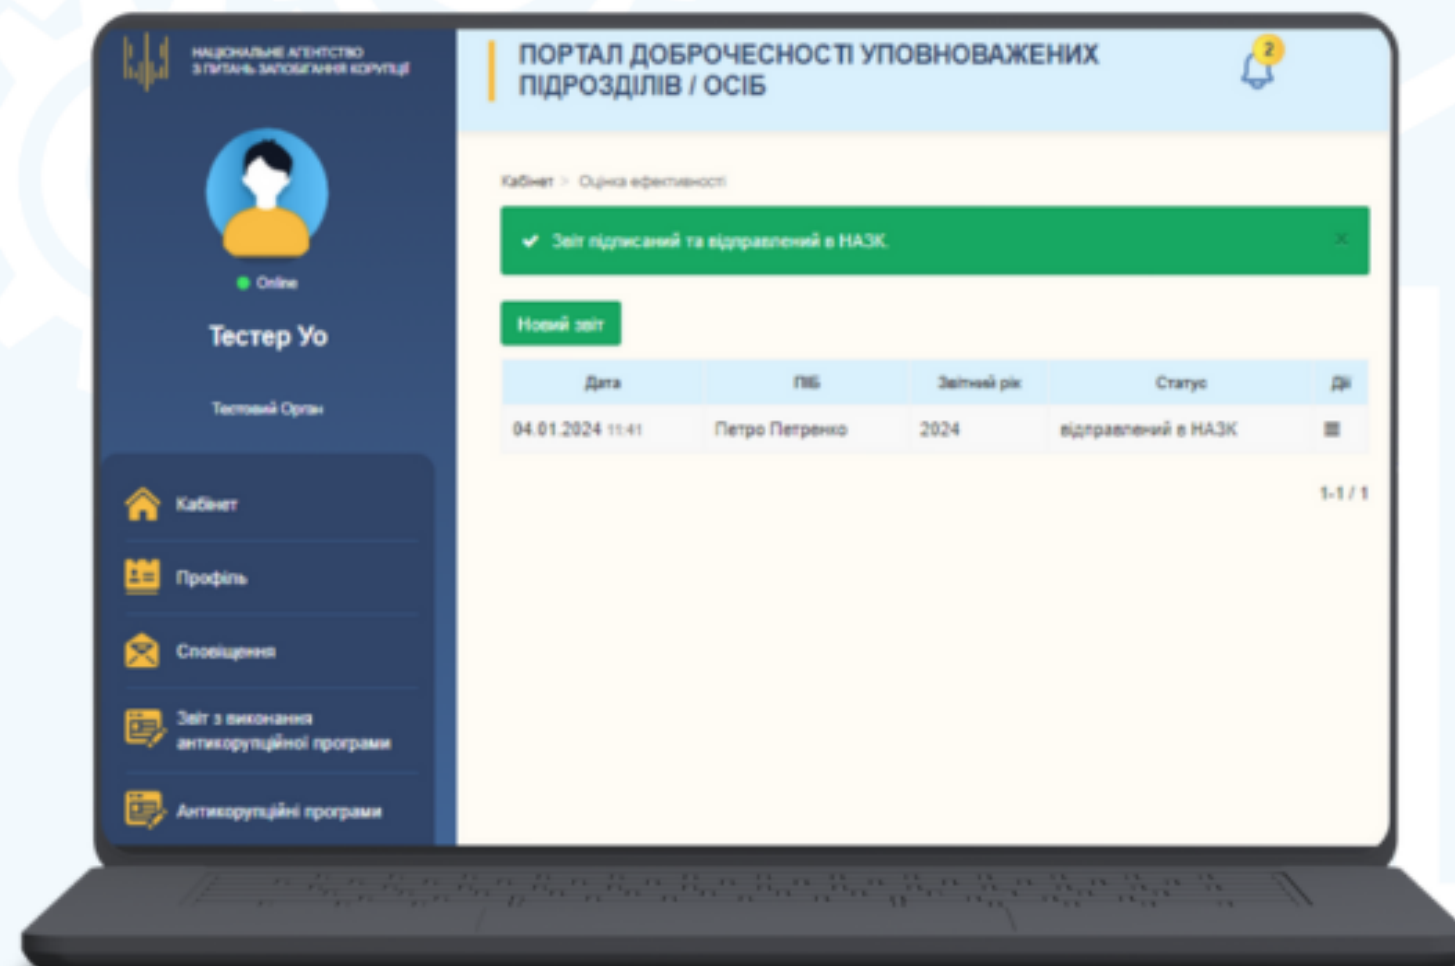 НАЦІОНАЛЬНЕ АГЕНТСТВО
З ПИТАНЬ ЗАПОБІГАННЯ КОРУПЦІЇ
Online
Тестер Уо
Тестовий Орган
Кабінет
Профіль
Сповіщення
Звіт з виконання
антикорупційної програми
Антикорупційні програми
ПОРТАЛ ДОБРОЧЕСНОСТІ УПОВНОВАЖЕНИХ
ПІДРОЗДІЛІВ / ОСІБ
2
Кабінет > Оцінка ефективності
Звіт підписаний та відправлений в НАЗК.
Новий звіт
Дата ПІБ Звітний рік Статус Дії
04.01.2024 11:41 Петро Петренко 2024 відправлений в НАЗК
1-1 / 1